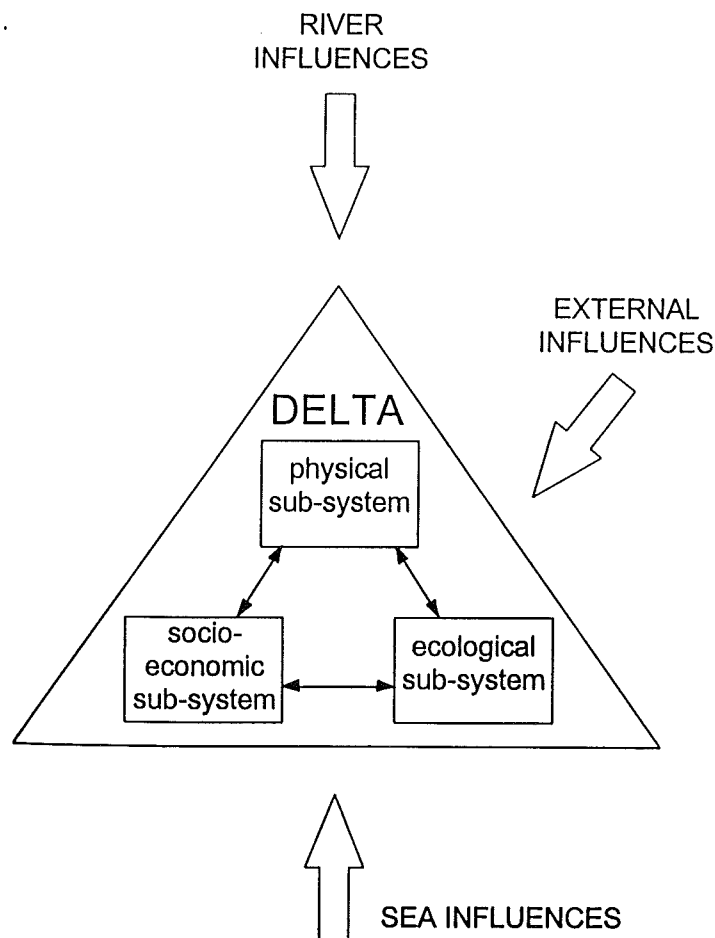 RIVER
INFLUENCES
EXTERNAL
INFLUENCES
DELTA
physical
sub-system
socio-
economic
sub-system
ecological
sub-system
SEA INFLUENCES